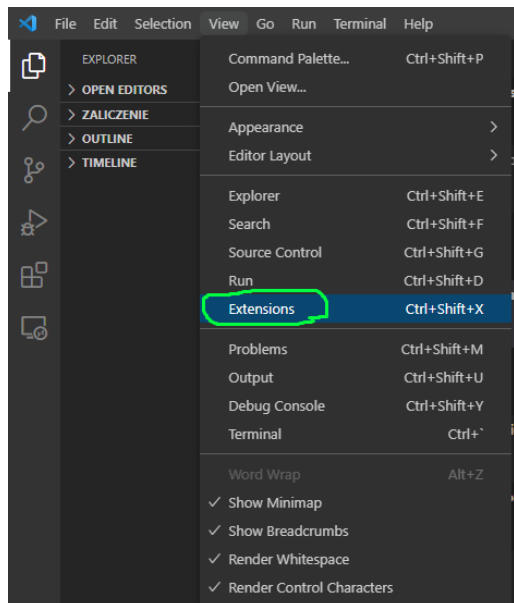 File Edit Selection View Go Run Terminal Help
EXPLORER
OPEN EDITORS
ZALICZENIE
OUTLINE
TIMELINE
Command Palette... Ctrl+Shift+P
Open View...
Appearance
Editor Layout
Explorer Ctrl+Shift+E
Search Ctrl+Shift+F
Source Control Ctrl+Shift+G
Run Ctrl+Shift+D
Extensions Ctrl+Shift+X
Problems Ctrl+Shift+M
Output Ctrl+Shift+U
Debug Console Ctrl+Shift+Y
Terminal Ctrl+`
Word Wrap Alt+Z
Show Minimap
Show Breadcrumbs
Render Whitespace
Render Control Characters